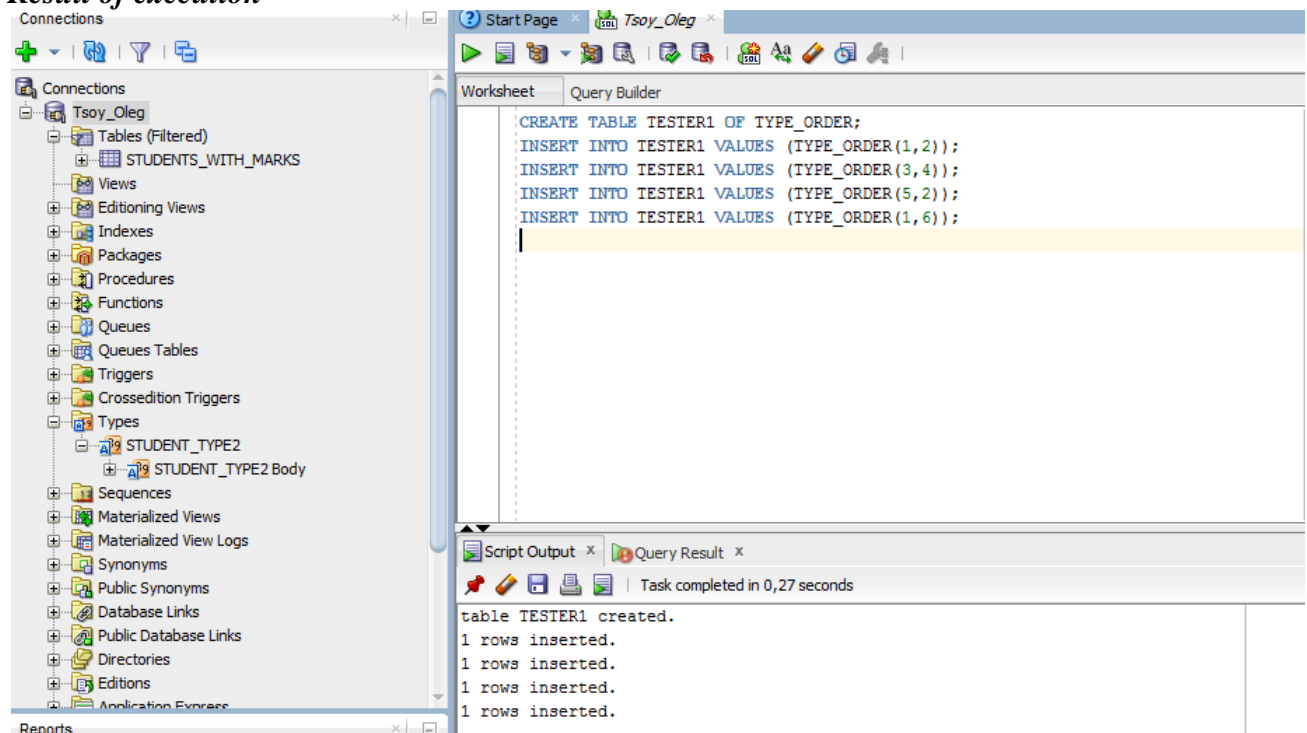 Result of execution
Connections
Start Page
Tsoy_Oleg
Connections
Tsoy_Oleg
Tables (Filtered)
STUDENTS_WITH_MARKS
Views
Editioning Views
Indexes
Packages
Procedures
Functions
Queues
Queues Tables
Triggers
Crossedition Triggers
Types
STUDENT_TYPE2
STUDENT_TYPE2 Body
Sequences
Materialized Views
Materialized View Logs
Synonyms
Public Synonyms
Database Links
Public Database Links
Directories
Editions
Application Express
Reports
Worksheet Query Builder
CREATE TABLE TESTER1 OF TYPE_ORDER;
INSERT INTO TESTER1 VALUES (TYPE_ORDER(1,2));
INSERT INTO TESTER1 VALUES (TYPE_ORDER(3,4));
INSERT INTO TESTER1 VALUES (TYPE_ORDER(5,2));
INSERT INTO TESTER1 VALUES (TYPE_ORDER(1,6));
Script Output x Query Result x
Task completed in 0,27 seconds
table TESTER1 created.
1 rows inserted.
1 rows inserted.
1 rows inserted.
1 rows inserted.